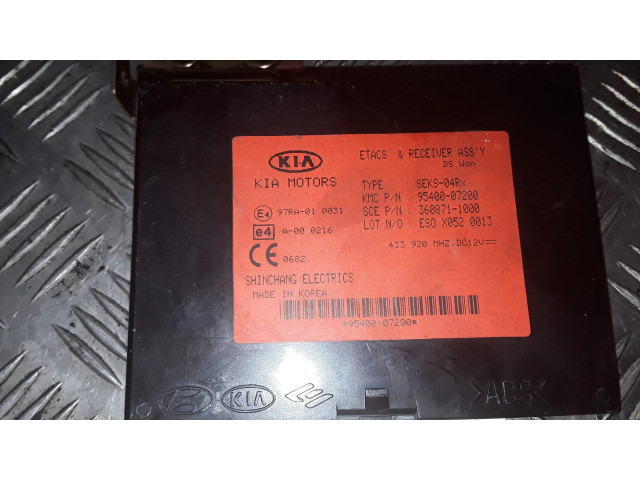 KIA
KIA MOTORS
ETACS & RECEIVER ASS'Y
DS Won
TYPE : SEKS-04Rx
KMC P/N : 95400-07200
SCE P/N : 360871-1000
LOT N/O : ESO X052 0013
E4 97RA-01 0031
e4 A-00 0216
CE 0682
433.920 MHZ DC12V
SHINCHANG ELECTRICS
MADE IN KOREA
*95400-07200*
KIA
>ABS<